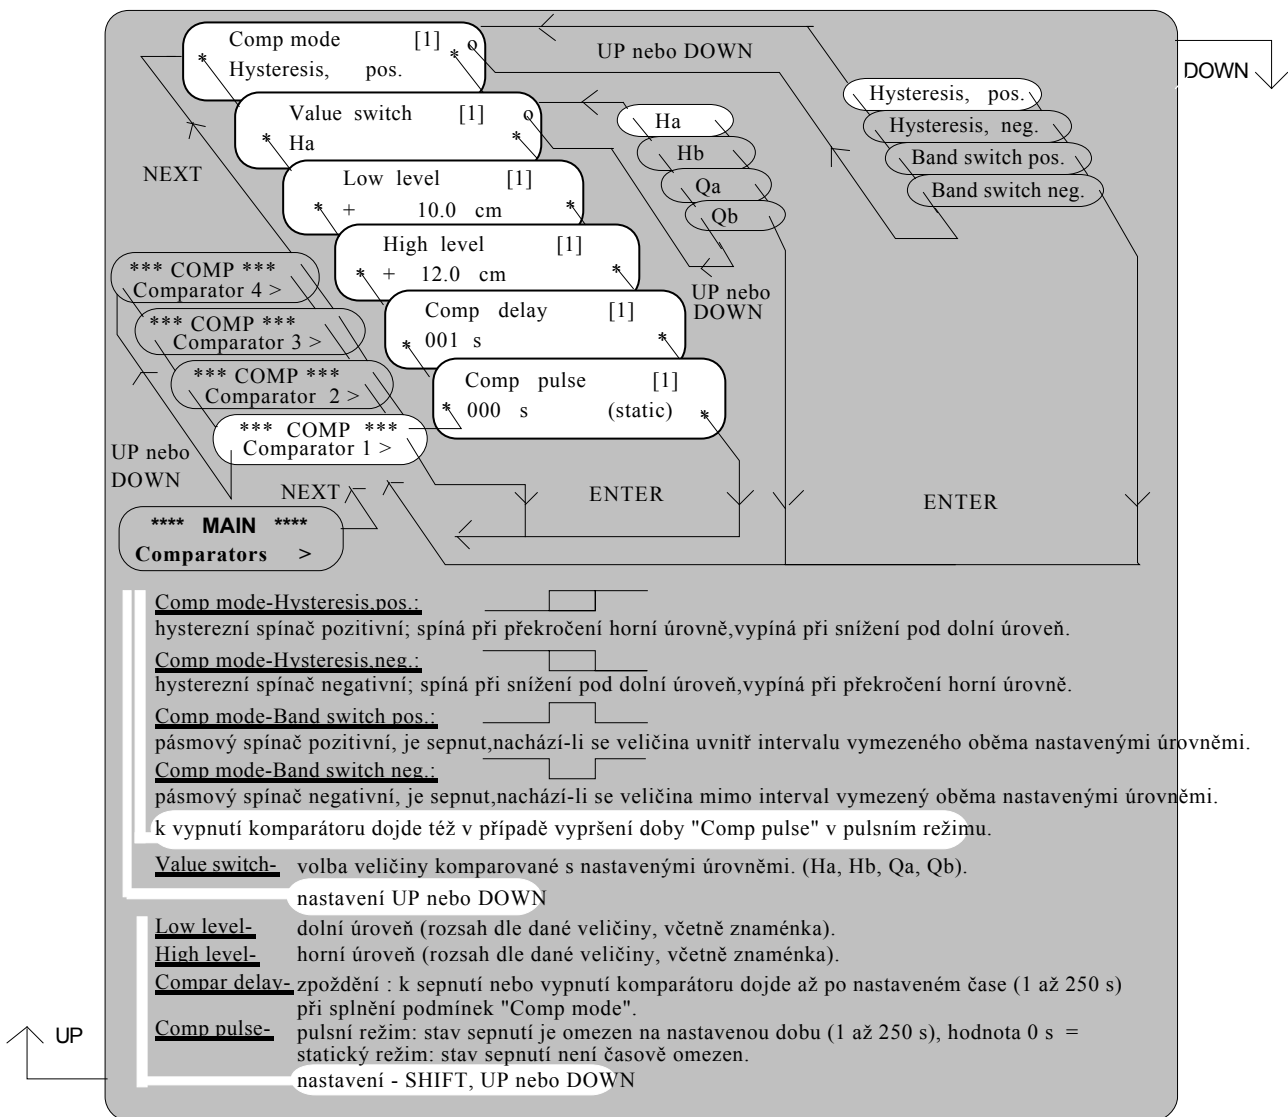 Comp mode [1]
Hysteresis, pos.
UP nebo DOWN
DOWN
Value switch [1]
* Ha *
Low level [1]
* + 10.0 cm *
High level [1]
* + 12.0 cm *
Comp delay [1]
* 001 s *
Comp pulse [1]
* 000 s (static) *
Ha
Hb
Qa
Qb
UP nebo
DOWN
Hysteresis, pos.
Hysteresis, neg.
Band switch pos.
Band switch neg.
NEXT
*** COMP ***
Comparator 4 >
*** COMP ***
Comparator 3 >
*** COMP ***
Comparator 2 >
*** COMP ***
Comparator 1 >
UP nebo
DOWN
NEXT
ENTER
ENTER
**** MAIN ****
Comparators >
Comp mode-Hysteresis,pos.:
hysterezní spínač pozitivní; spíná při překročení horní úrovně,vypíná při snížení pod dolní úroveň.
Comp mode-Hysteresis,neg.:
hysterezní spínač negativní; spíná při snížení pod dolní úroveň,vypíná při překročení horní úrovně.
Comp mode-Band switch pos.:
pásmový spínač pozitivní, je sepnut,nachází-li se veličina uvnitř intervalu vymezeného oběma nastavenými úrovněmi.
Comp mode-Band switch neg.:
pásmový spínač negativní, je sepnut,nachází-li se veličina mimo interval vymezený oběma nastavenými úrovněmi.
k vypnutí komparátoru dojde též v případě vypršení doby "Comp pulse" v pulsním režimu.
Value switch- volba veličiny komparované s nastavenými úrovněmi. (Ha, Hb, Qa, Qb).
nastavení UP nebo DOWN
Low level- dolní úroveň (rozsah dle dané veličiny, včetně znaménka).
High level- horní úroveň (rozsah dle dané veličiny, včetně znaménka).
Compar delay- zpoždění : k sepnutí nebo vypnutí komparátoru dojde až po nastaveném čase (1 až 250 s)
při splnění podmínek "Comp mode".
Comp pulse- pulsní režim: stav sepnutí je omezen na nastavenou dobu (1 až 250 s), hodnota 0 s =
statický režim: stav sepnutí není časově omezen.
nastavení - SHIFT, UP nebo DOWN
UP